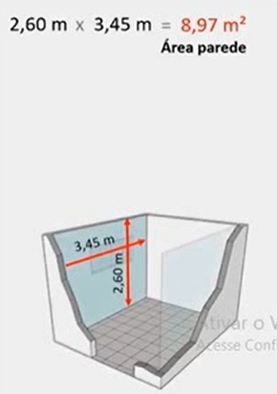 2,60 m x 3,45 m = 8,97 m²
Área parede
3,45 m
2,60 m
Ativar o
Acesse Conf